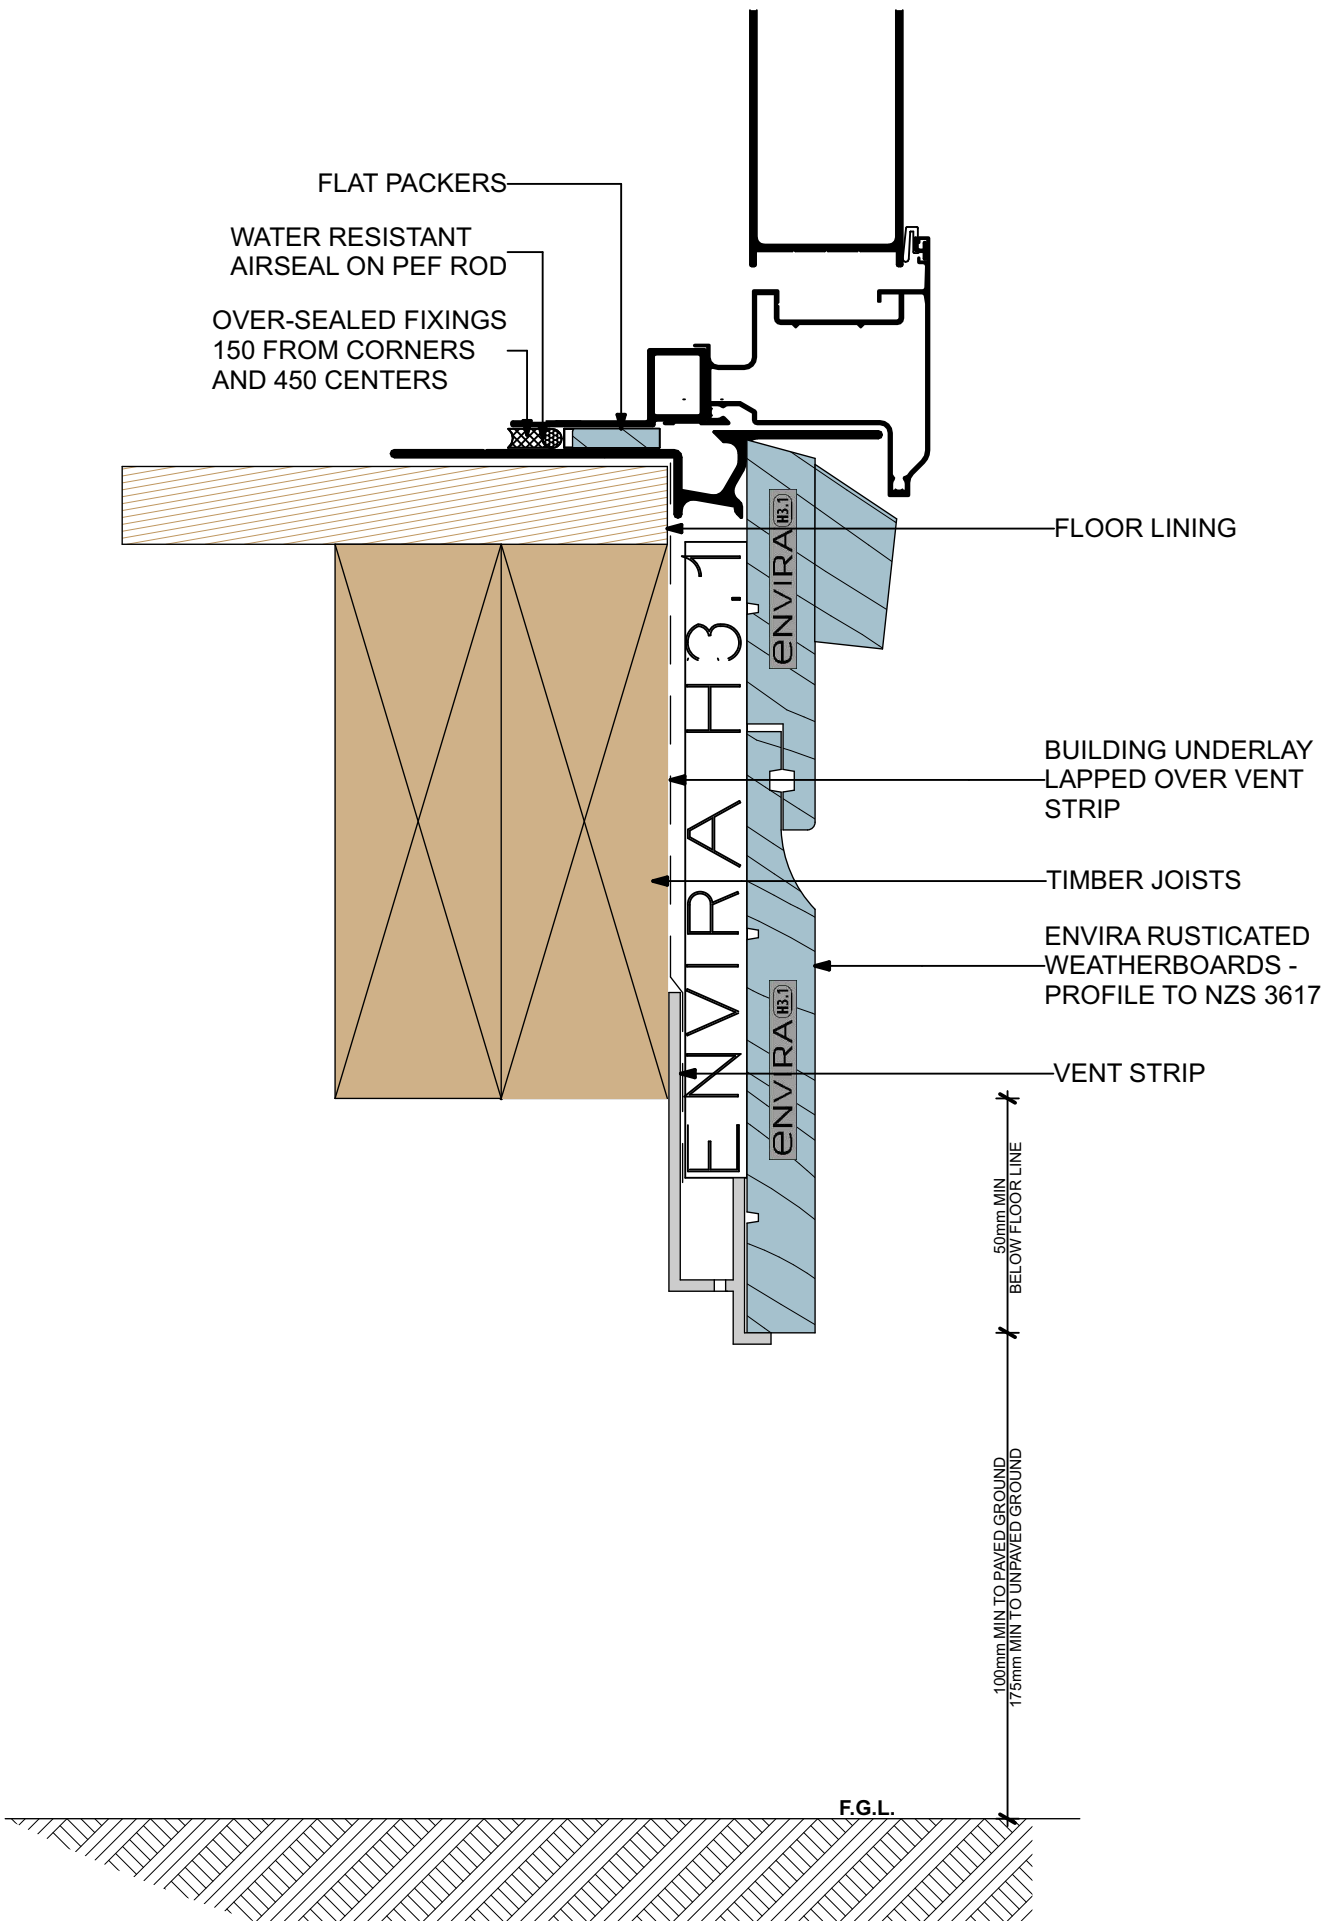 FLAT PACKERS
WATER RESISTANT
AIRSEAL ON PEF ROD
OVER-SEALED FIXINGS
150 FROM CORNERS
AND 450 CENTERS
FLOOR LINING
BUILDING UNDERLAY
LAPPED OVER VENT
STRIP
TIMBER JOISTS
ENVIRA RUSTICATED
WEATHERBOARDS -
PROFILE TO NZS 3617
VENT STRIP
ENVIRA H3.1
eNVIRA H3.1
eNVIRA H3.1
50mm MIN
BELOW FLOOR LINE
100mm MIN TO PAVED GROUND
175mm MIN TO UNPAVED GROUND
F.G.L.